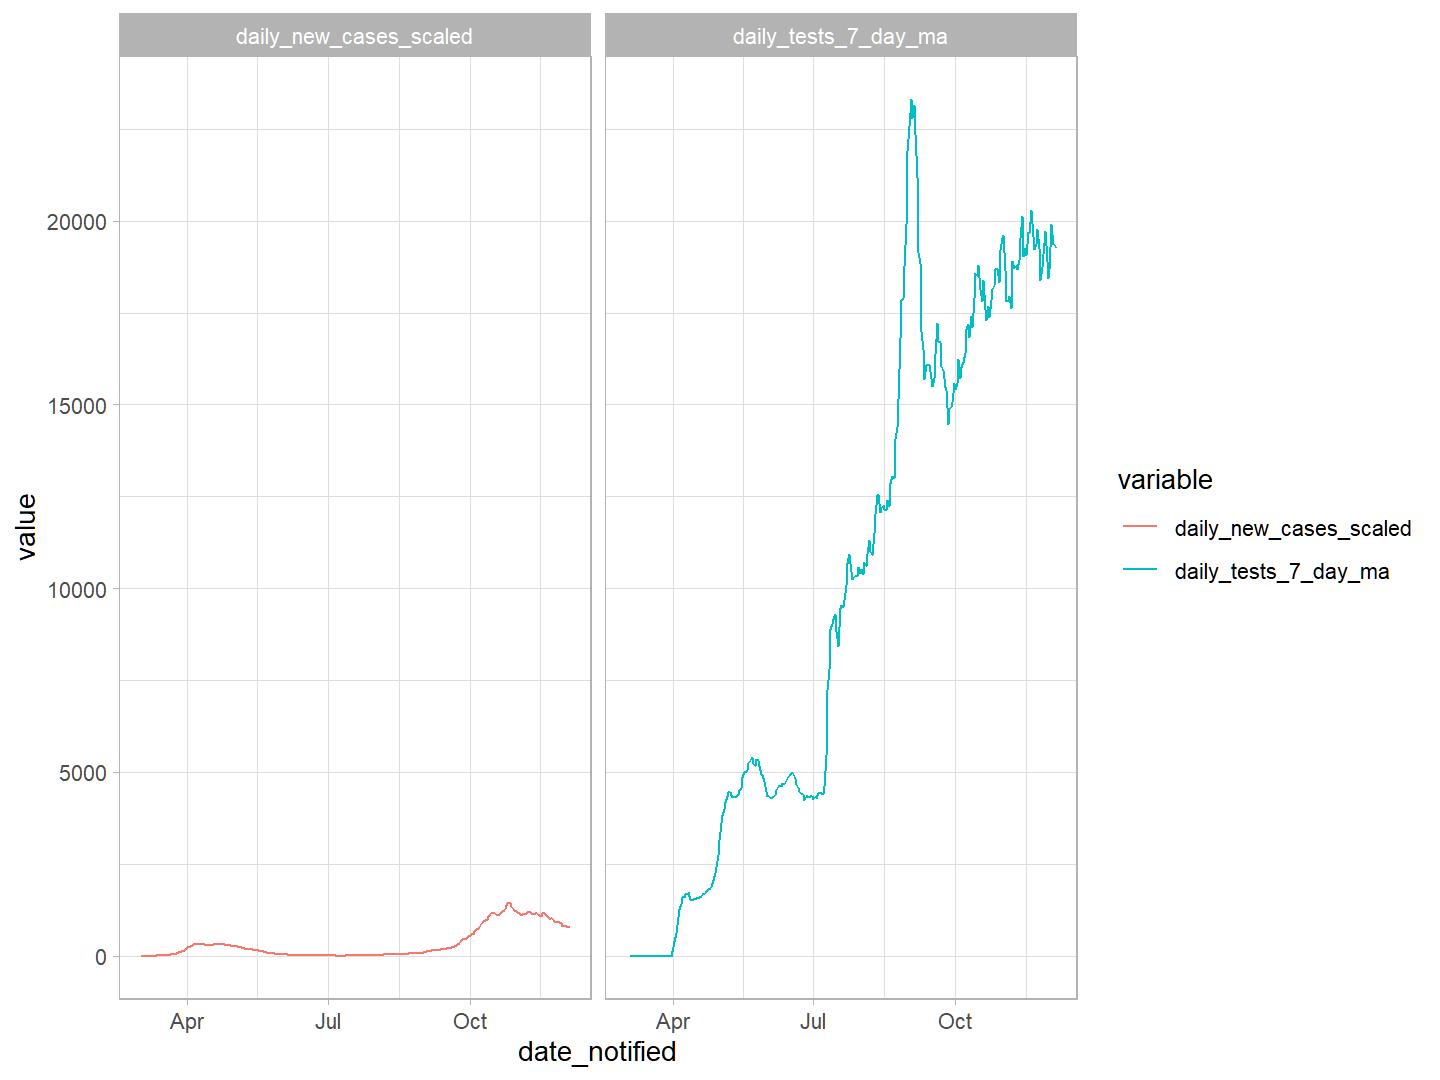 daily_new_cases_scaled
daily_tests_7_day_ma
20000
15000
10000
5000
0
value
Apr
Jul
Oct
Apr
Jul
Oct
date_notified
variable
daily_new_cases_scaled
daily_tests_7_day_ma